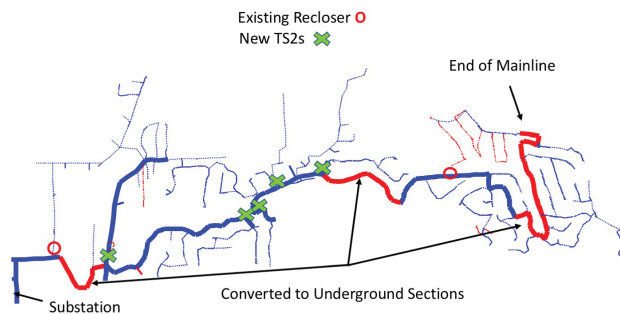 Existing Recloser O
New TS2s
End of Mainline
Converted to Underground Sections
Substation